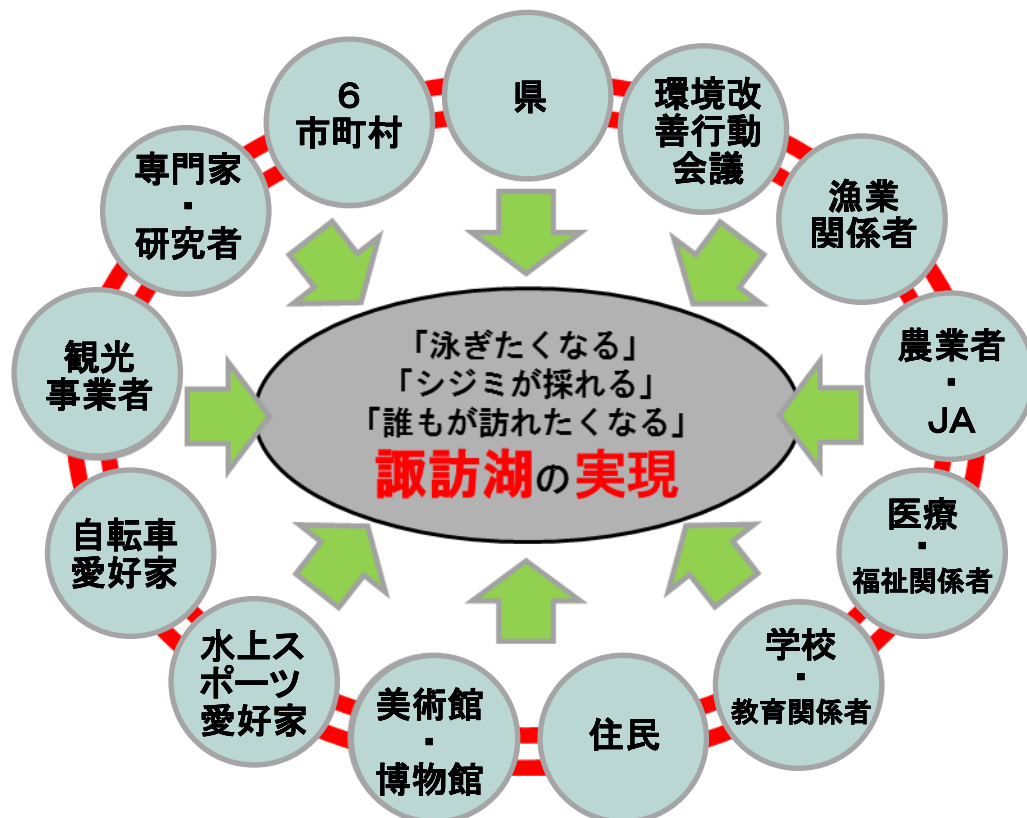 県
環境改
善行動
会議
漁業
関係者
農業者
・
JA
医療
・
福祉関係者
学校
・
教育関係者
住民
美術館
・
博物館
水上ス
ポーツ
愛好家
自転車
愛好家
観光
事業者
専門家
・
研究者
6
市町村
「泳ぎたくなる」
「シジミが採れる」
「誰もが訪れたくなる」
諏訪湖の実現